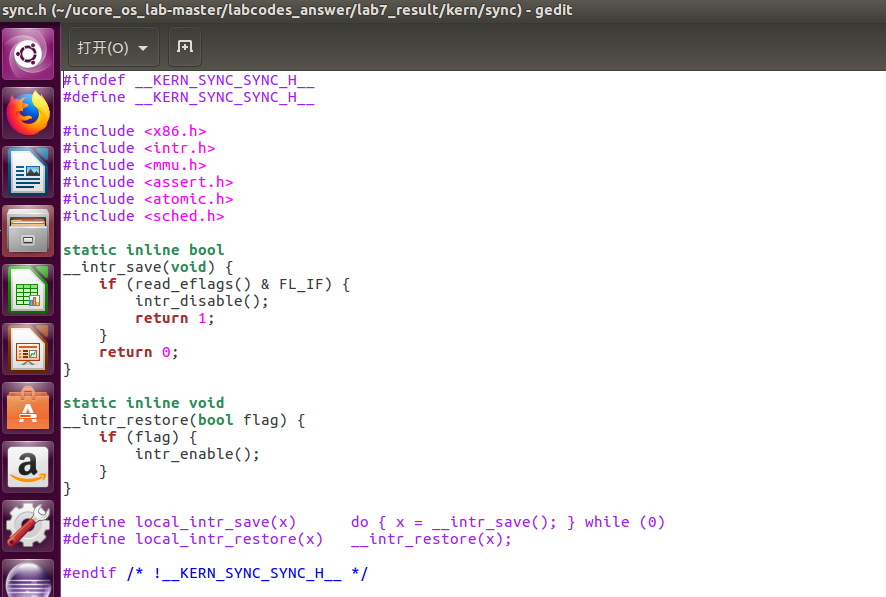 sync.h (~/ucore_os_lab-master/labcodes_answer/lab7_result/kern/sync) - gedit
打开(O)
#ifndef __KERN_SYNC_SYNC_H__
#define __KERN_SYNC_SYNC_H__

#include <x86.h>
#include <intr.h>
#include <mmu.h>
#include <assert.h>
#include <atomic.h>
#include <sched.h>

static inline bool
__intr_save(void) {
    if (read_eflags() & FL_IF) {
        intr_disable();
        return 1;
    }
    return 0;
}

static inline void
__intr_restore(bool flag) {
    if (flag) {
        intr_enable();
    }
}

#define local_intr_save(x)      do { x = __intr_save(); } while (0)
#define local_intr_restore(x)   __intr_restore(x);

#endif /* !__KERN_SYNC_SYNC_H__ */